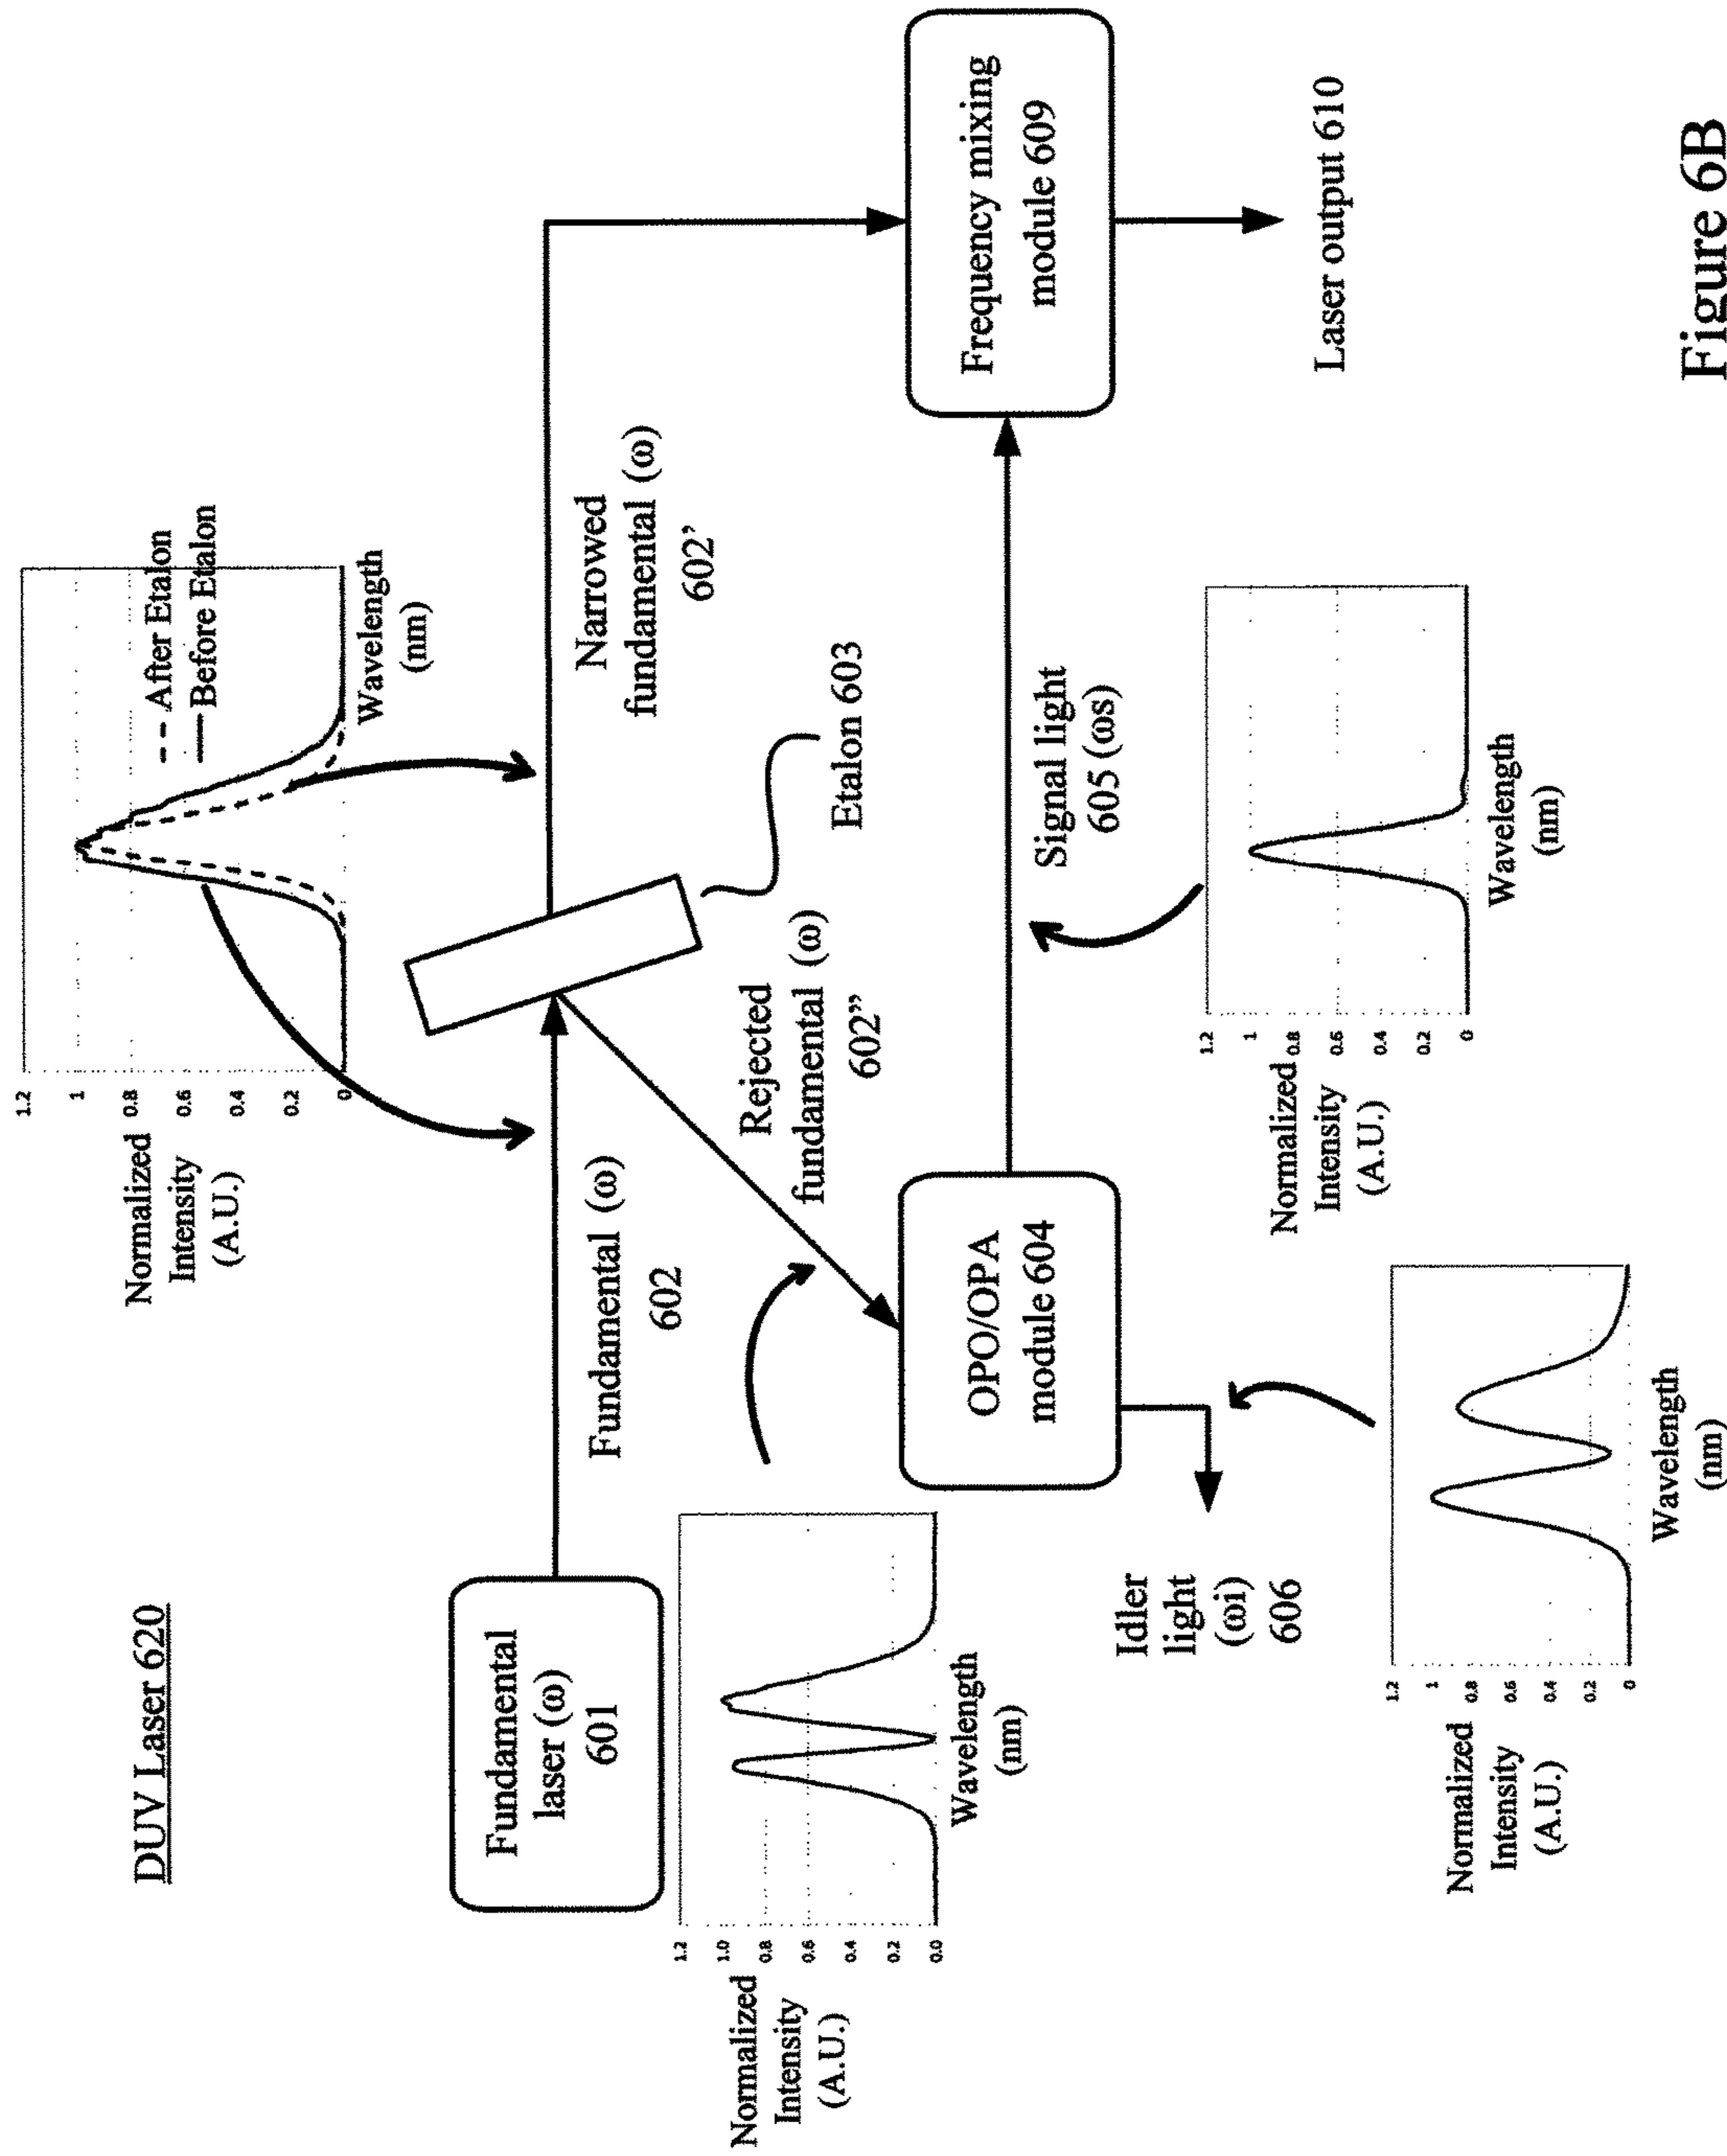 DUV Laser 620
Normalized
Intensity
(A.U.)
1.2
1
0.8
0.6
0.4
0.2
0
After Etalon
Before Etalon
Wavelength
(nm)
Fundamental
laser (ω)
601
Fundamental (ω)
602
Narrowed
fundamental (ω)
602’
Etalon 603
Rejected
fundamental (ω)
602”
Normalized
Intensity
(A.U.)
1.2
1.0
0.8
0.6
0.4
0.2
0.0
Wavelength
(nm)
OPO/OPA
module 604
Signal light
605 (ωs)
Frequency mixing
module 609
Idler
light
(ωi)
606
Normalized
Intensity
(A.U.)
1.2
1
0.8
0.6
0.4
0.2
0
Wavelength
(nm)
Laser output 610
Normalized
Intensity
(A.U.)
1.2
1
0.8
0.6
0.4
0.2
0
Wavelength
(nm)
Figure 6B